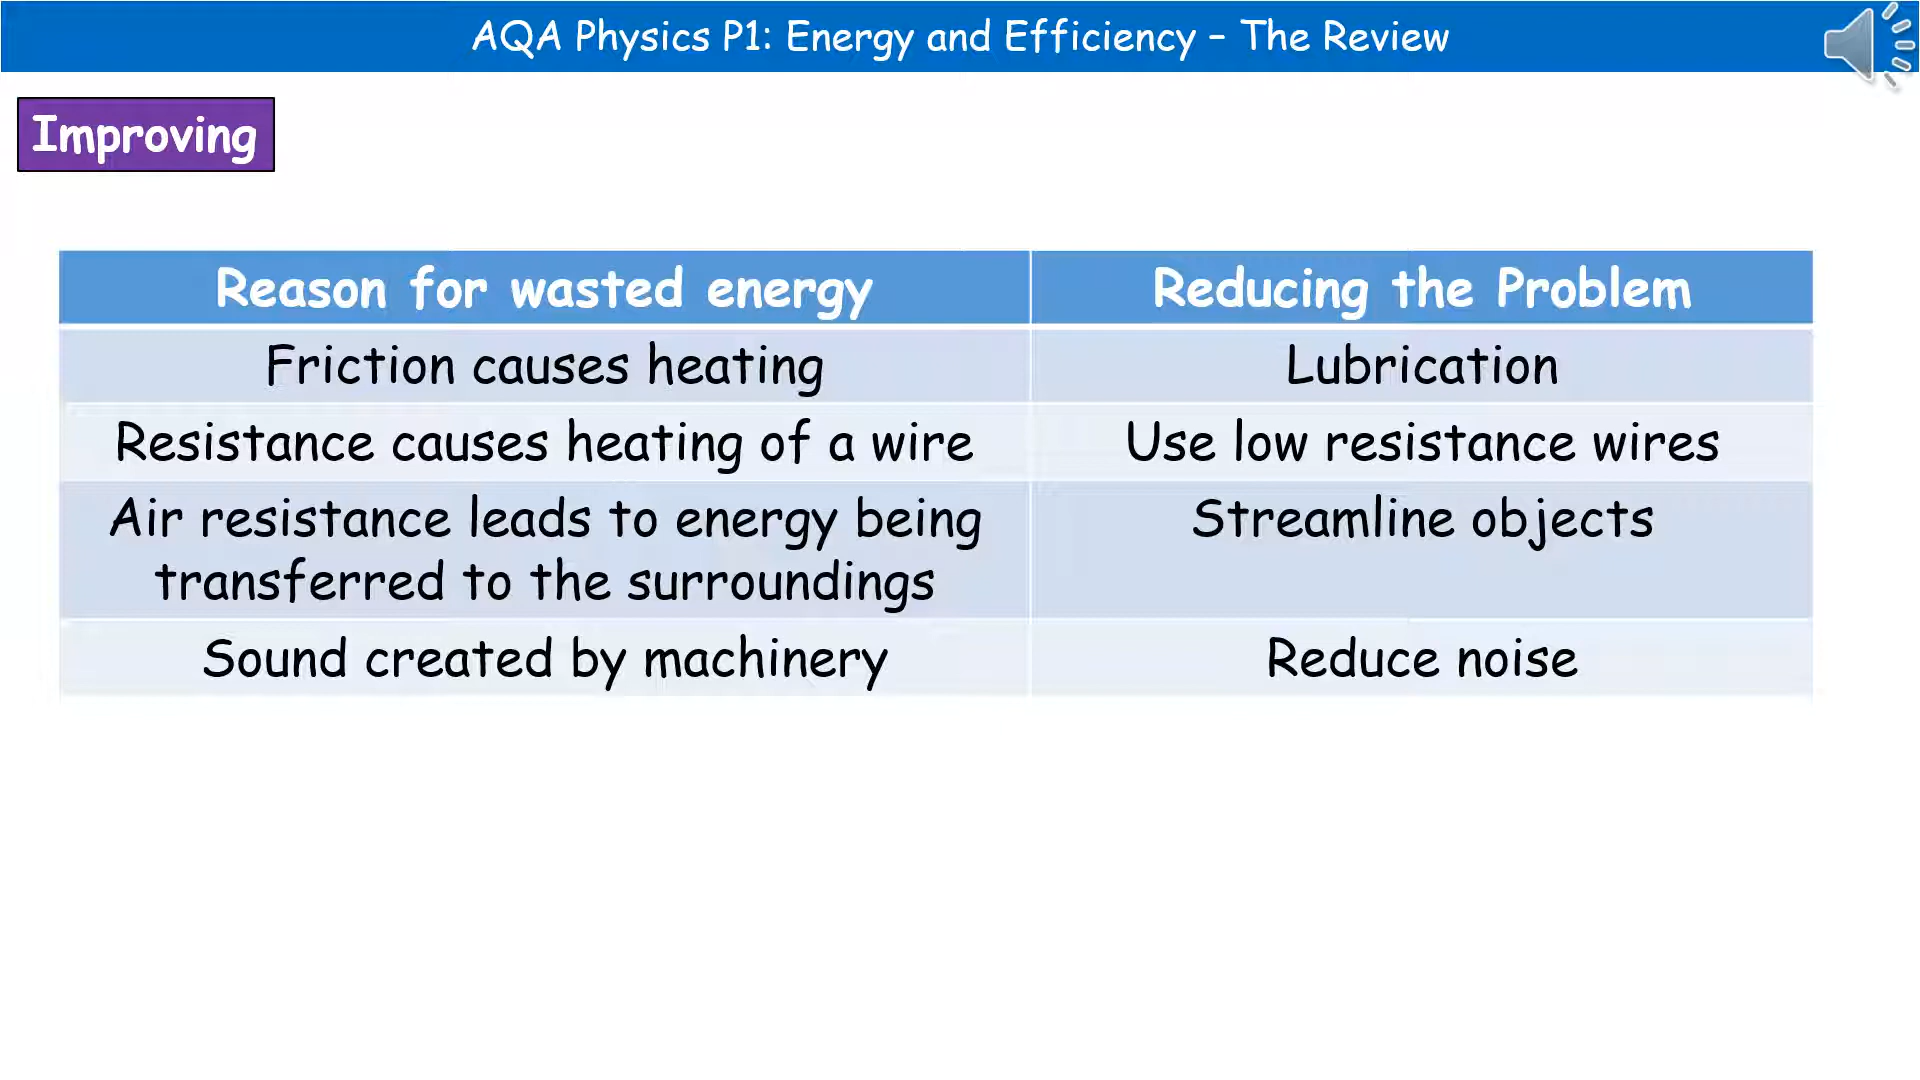 AQA Physics P1: Energy and Efficiency – The Review
Improving
Reason for wasted energy
Reducing the Problem
Friction causes heating
Lubrication
Resistance causes heating of a wire
Use low resistance wires
Air resistance leads to energy being
transferred to the surroundings
Streamline objects
Sound created by machinery
Reduce noise